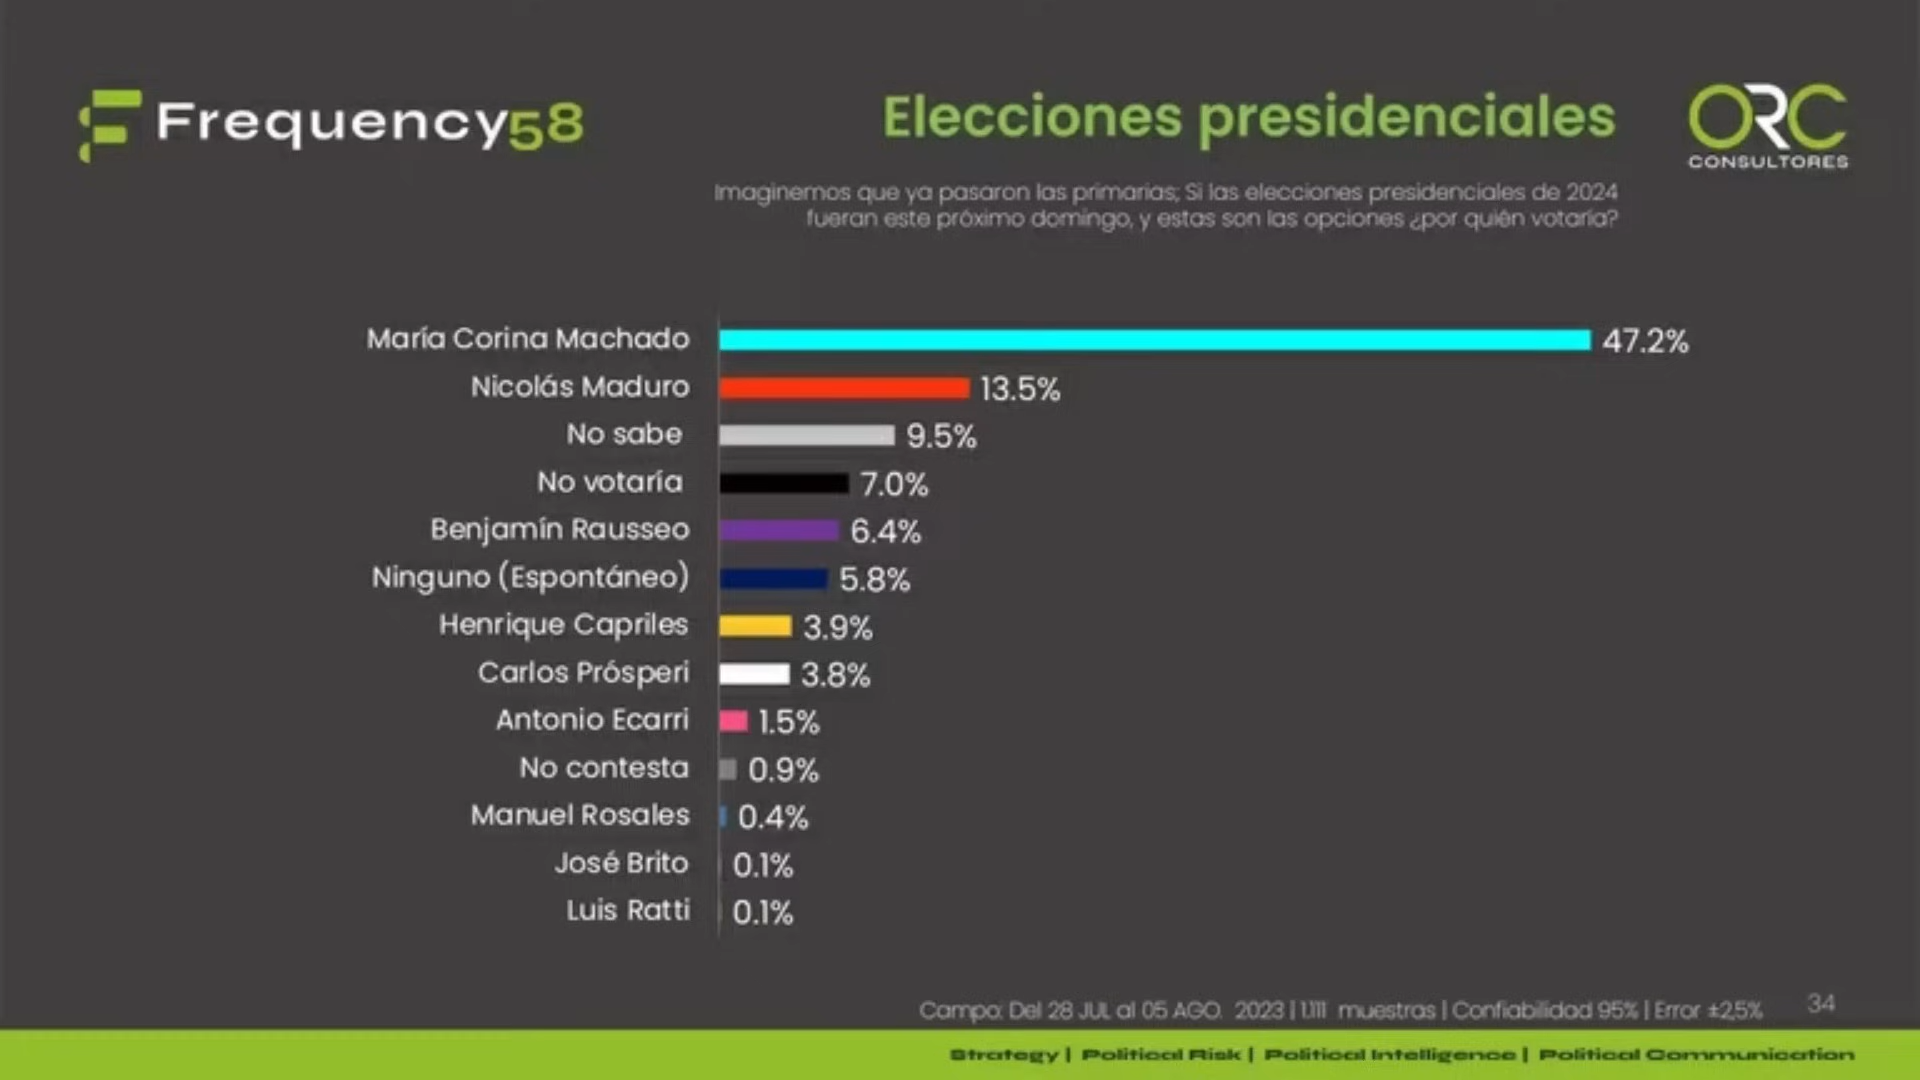 Frequency58
Elecciones presidenciales
ORC
CONSULTORES
Imaginemos que ya pasaron las primarias; Si las elecciones presidenciales de 2024
fueran este próximo domingo, y estas son las opciones ¿por quién votaría?
María Corina Machado 47.2%
Nicolás Maduro 13.5%
No sabe 9.5%
No votaría 7.0%
Benjamín Rausseo 6.4%
Ninguno (Espontáneo) 5.8%
Henrique Capriles 3.9%
Carlos Prósperi 3.8%
Antonio Ecarri 1.5%
No contesta 0.9%
Manuel Rosales 0.4%
José Brito 0.1%
Luis Ratti 0.1%
Campo: Del 28 JUL al 05 AGO. 2023 | 1.111 muestras | Confiabilidad 95% | Error ±2,5%
34
Strategy | Political Risk | Political Intelligence | Political Communication